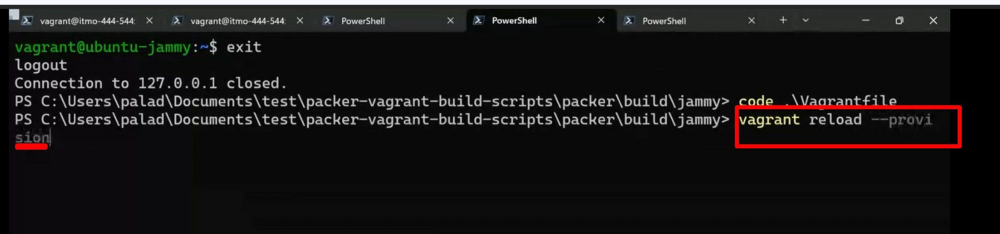 vagrant@itmo-444-544: vagrant@itmo-444-544: PowerShell PowerShell PowerShell
vagrant@ubuntu-jammy:~$ exit
logout
Connection to 127.0.0.1 closed.
PS C:\Users\palad\Documents\test\packer-vagrant-build-scripts\packer\build\jammy> code .\Vagrantfile
PS C:\Users\palad\Documents\test\packer-vagrant-build-scripts\packer\build\jammy> vagrant reload --provi
sion